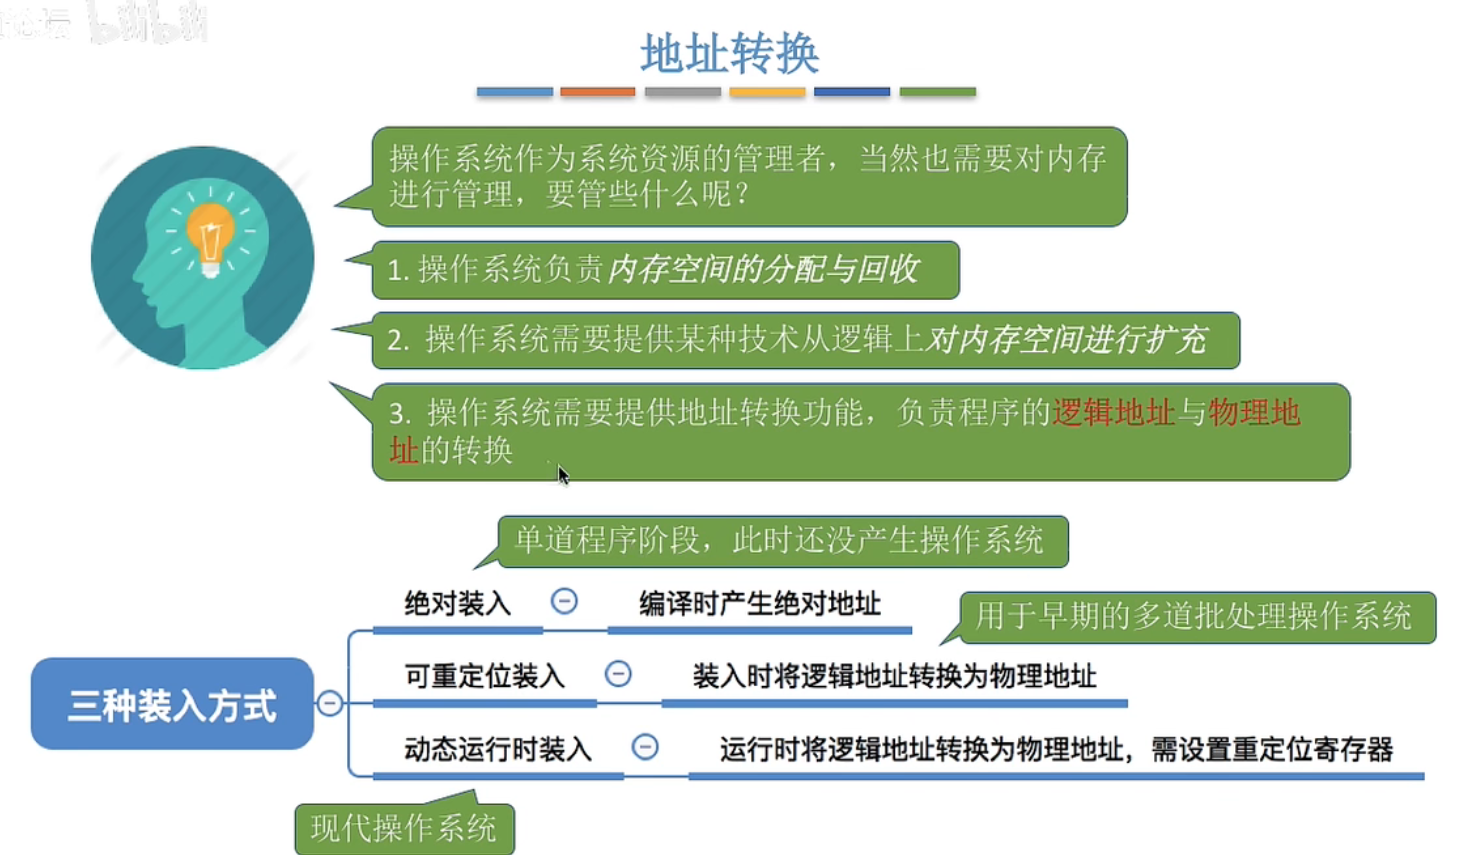 bilibili
地址转换
操作系统作为系统资源的管理者，当然也需要对内存
进行管理，要管些什么呢？
1. 操作系统负责内存空间的分配与回收
2. 操作系统需要提供某种技术从逻辑上对内存空间进行扩充
3. 操作系统需要提供地址转换功能，负责程序的逻辑地址与物理地
址的转换
单道程序阶段，此时还没产生操作系统
绝对装入
编译时产生绝对地址
用于早期的多道批处理操作系统
三种装入方式
可重定位装入
装入时将逻辑地址转换为物理地址
动态运行时装入
运行时将逻辑地址转换为物理地址，需设置重定位寄存器
现代操作系统